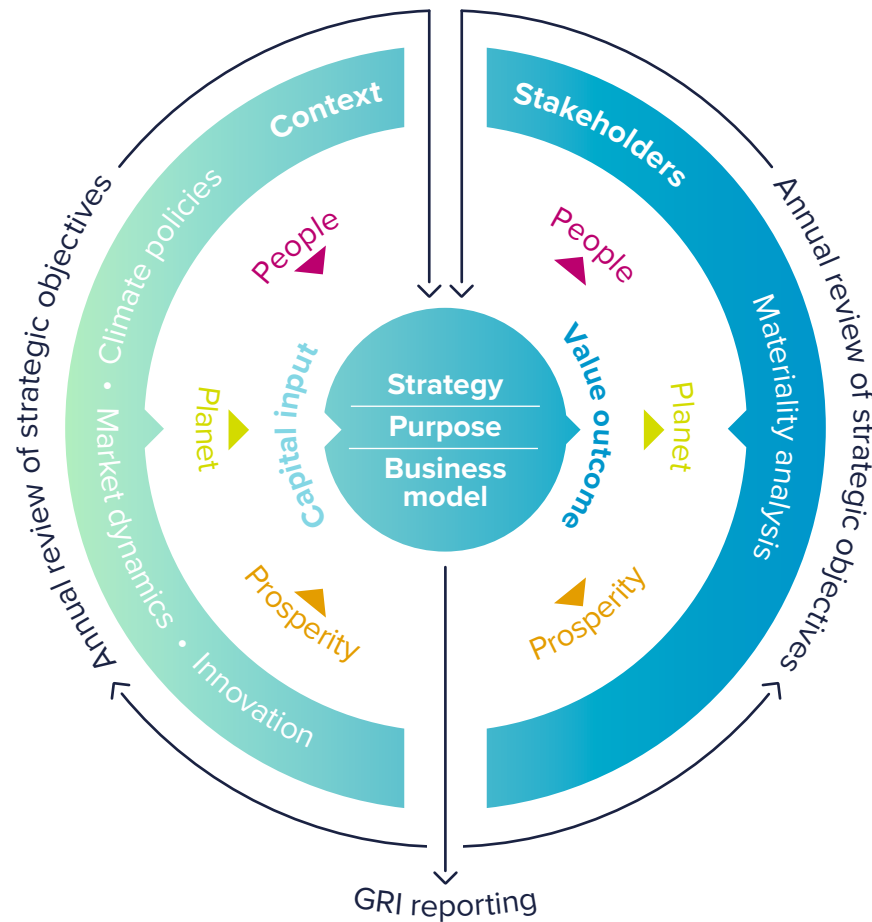 Annual review of strategic objectives
Context
Climate policies • Market dynamics • Innovation
People
Planet
Prosperity
Capital input
Strategy
Purpose
Business
model
Value outcome
People
Planet
Prosperity
Stakeholders
Materiality analysis
Annual review of strategic objectives
GRI reporting